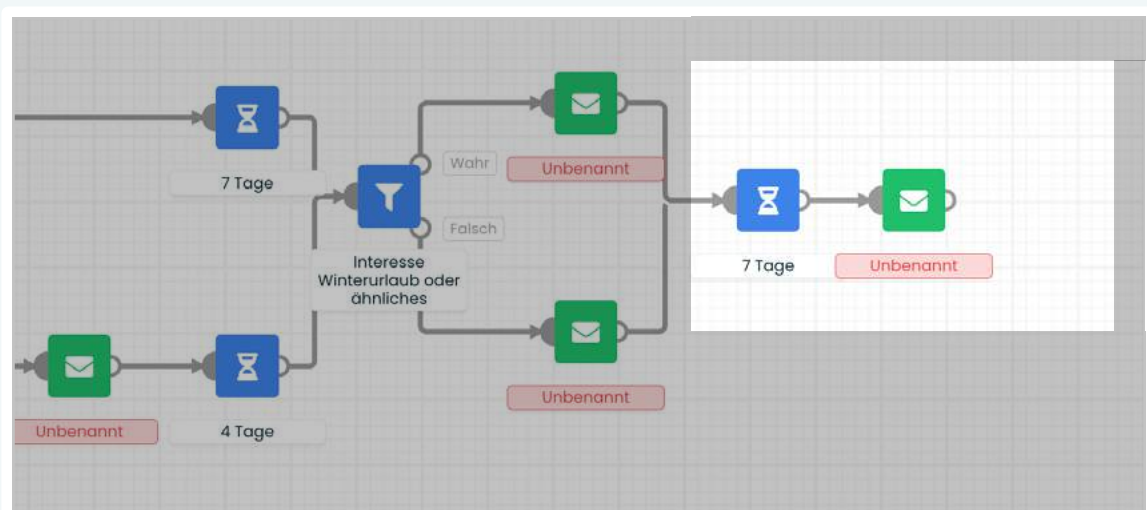 Wahr
Unbenannt
7 Tage
Falsch
Interesse
Winterurlaub oder
ähnliches
7 Tage
Unbenannt
Unbenannt
Unbenannt
4 Tage